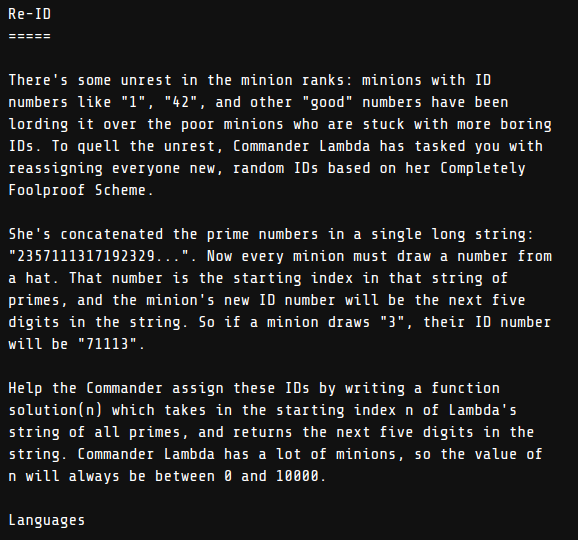 Re-ID
=====
There's some unrest in the minion ranks: minions with ID
numbers like "1", "42", and other "good" numbers have been
lording it over the poor minions who are stuck with more boring
IDs. To quell the unrest, Commander Lambda has tasked you with
reassigning everyone new, random IDs based on her Completely
Foolproof Scheme.
She's concatenated the prime numbers in a single long string:
"2357111317192329...". Now every minion must draw a number from
a hat. That number is the starting index in that string of
primes, and the minion's new ID number will be the next five
digits in the string. So if a minion draws "3", their ID number
will be "71113".
Help the Commander assign these IDs by writing a function
solution(n) which takes in the starting index n of Lambda's
string of all primes, and returns the next five digits in the
string. Commander Lambda has a lot of minions, so the value of
n will always be between 0 and 10000.
Languages